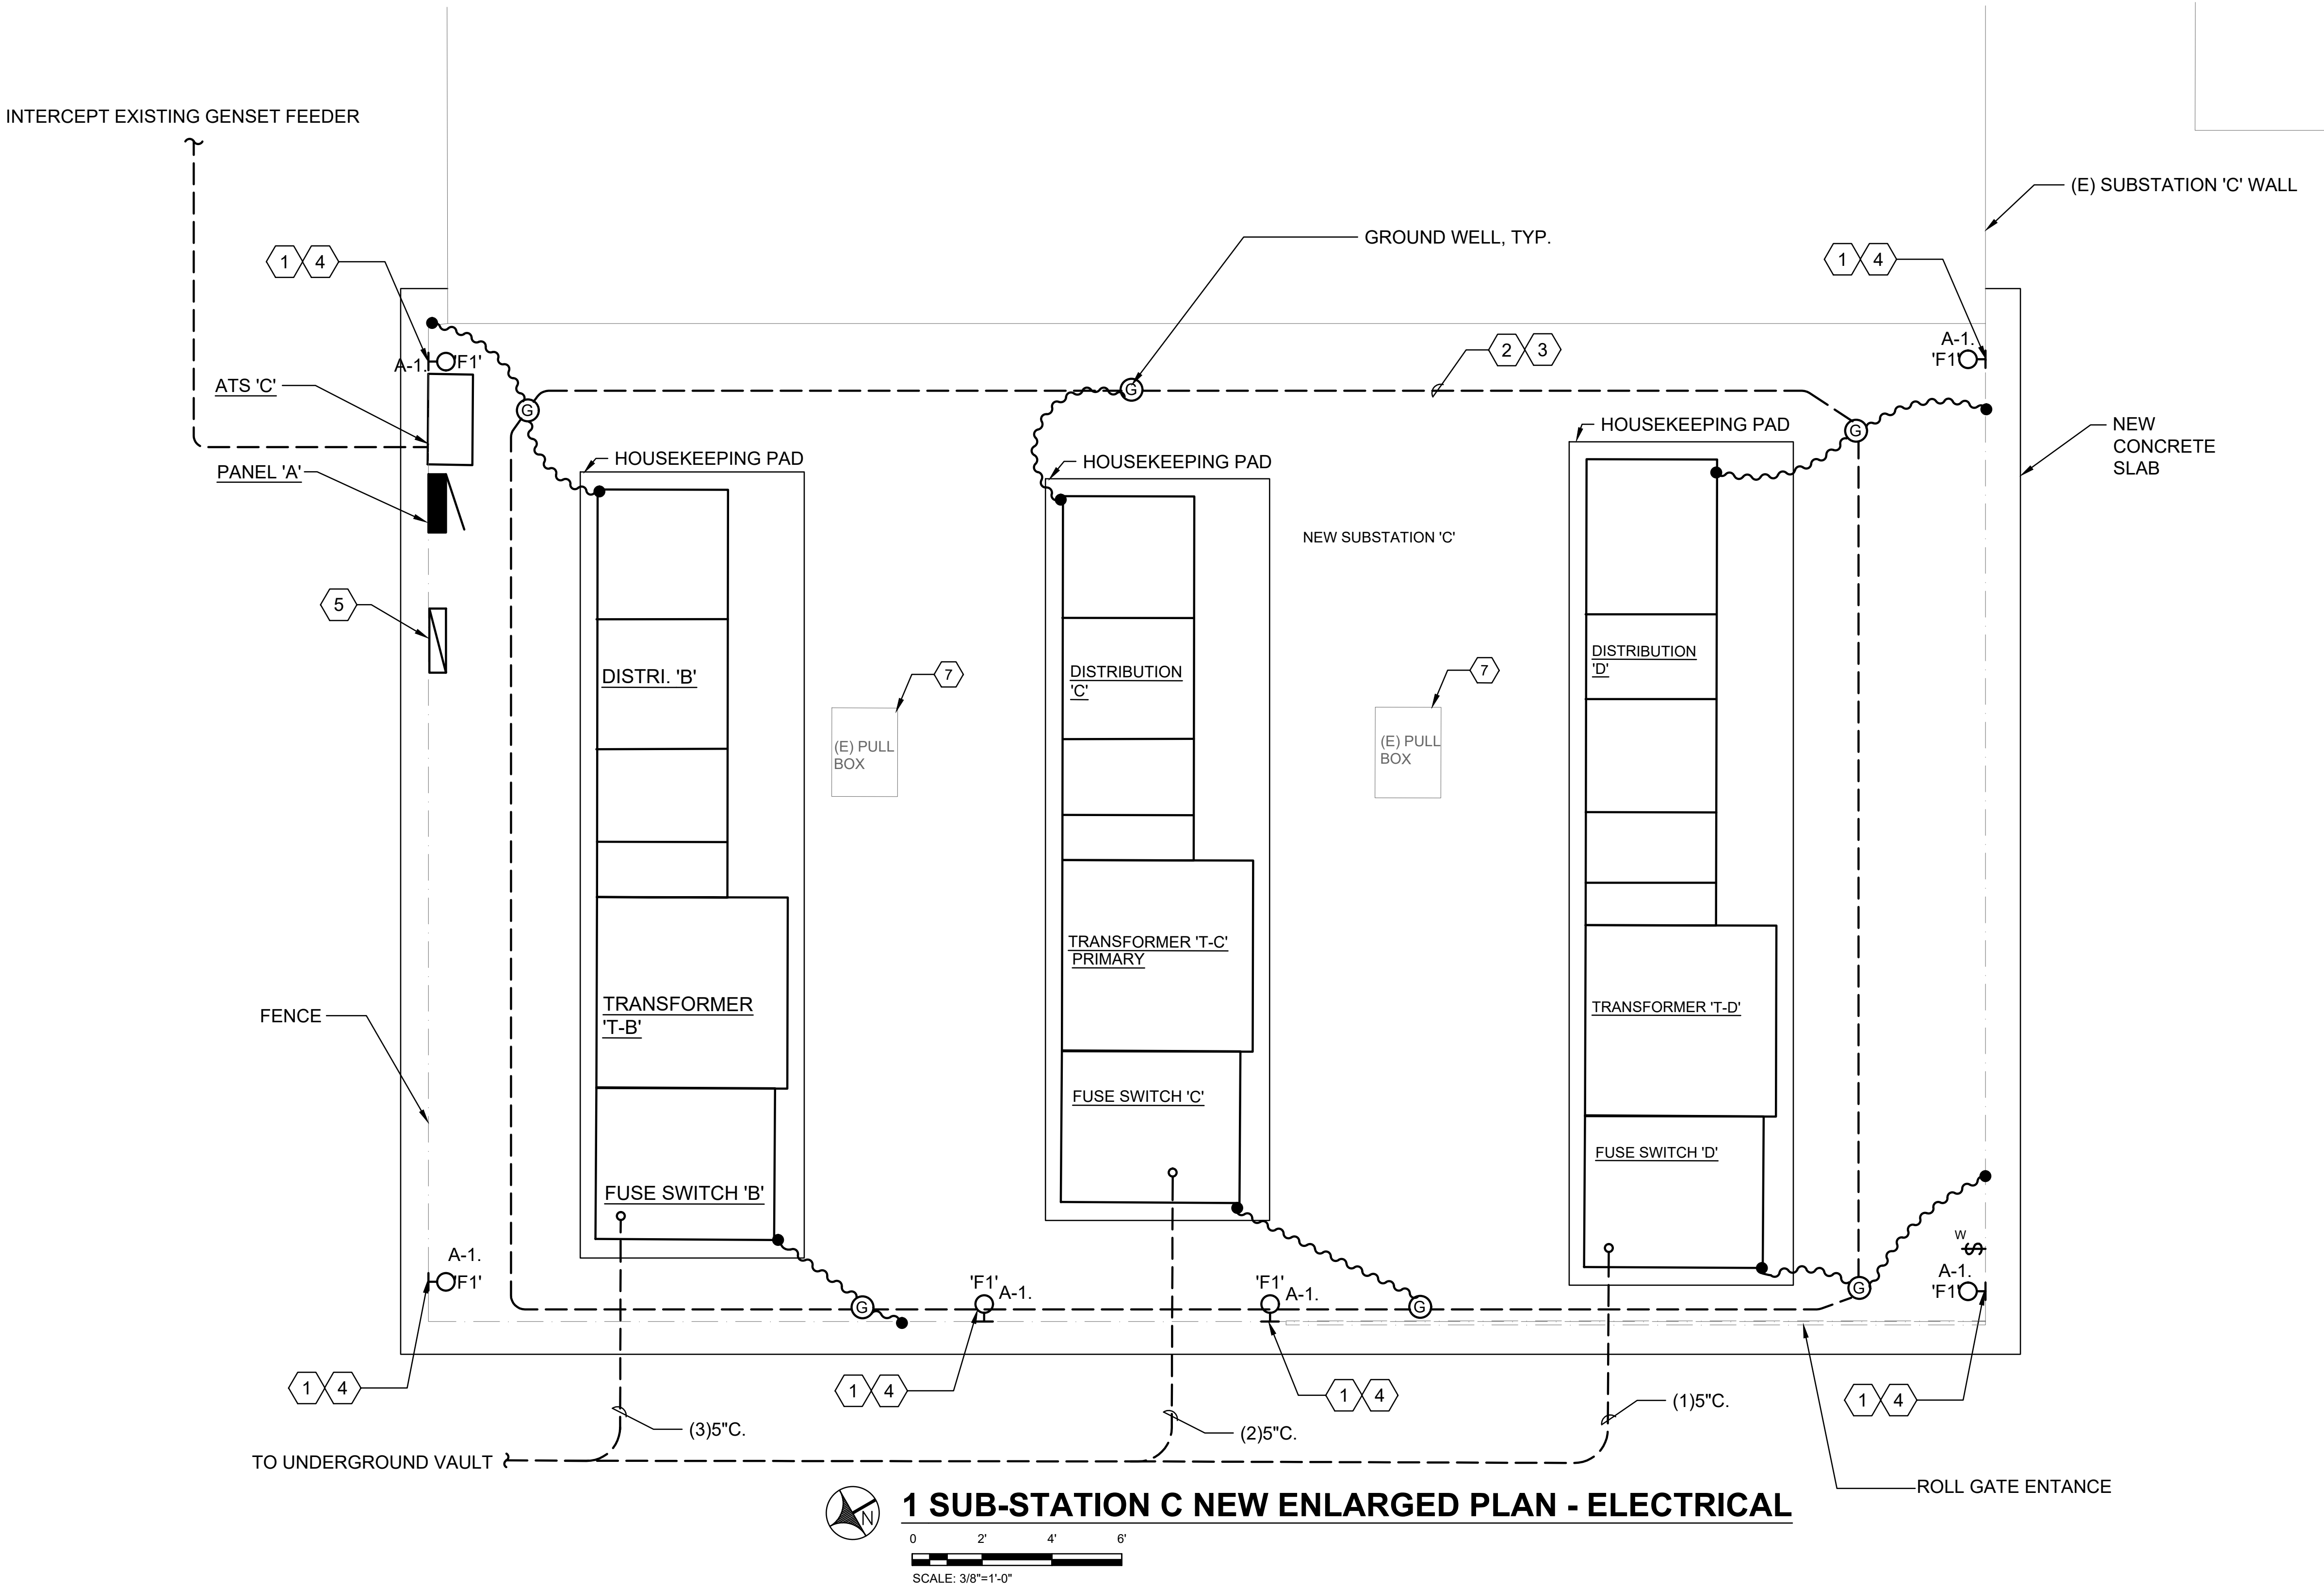 INTERCEPT EXISTING GENSET FEEDER
(E) SUBSTATION 'C' WALL
GROUND WELL, TYP.
1 4
1 4
A-1.
'F1'
A-1.
'F1'
2 3
ATS 'C'
G
G
G
HOUSEKEEPING PAD
NEW
CONCRETE
SLAB
HOUSEKEEPING PAD
HOUSEKEEPING PAD
PANEL 'A'
NEW SUBSTATION 'C'
5
DISTRI. 'B'
7
DISTRIBUTION
'C'
7
DISTRIBUTION
'D'
(E) PULL
BOX
(E) PULL
BOX
TRANSFORMER
'T-B'
TRANSFORMER 'T-C'
PRIMARY
TRANSFORMER 'T-D'
FENCE
FUSE SWITCH 'B'
FUSE SWITCH 'C'
FUSE SWITCH 'D'
W
$
A-1.
'F1'
G
'F1'
A-1.
'F1'
A-1.
G
G
A-1.
'F1'
1 4
1 4
1 4
1 4
(3)5"C.
(2)5"C.
(1)5"C.
TO UNDERGROUND VAULT
ROLL GATE ENTANCE
N
1 SUB-STATION C NEW ENLARGED PLAN - ELECTRICAL
0 2' 4' 6'
SCALE: 3/8"=1'-0"